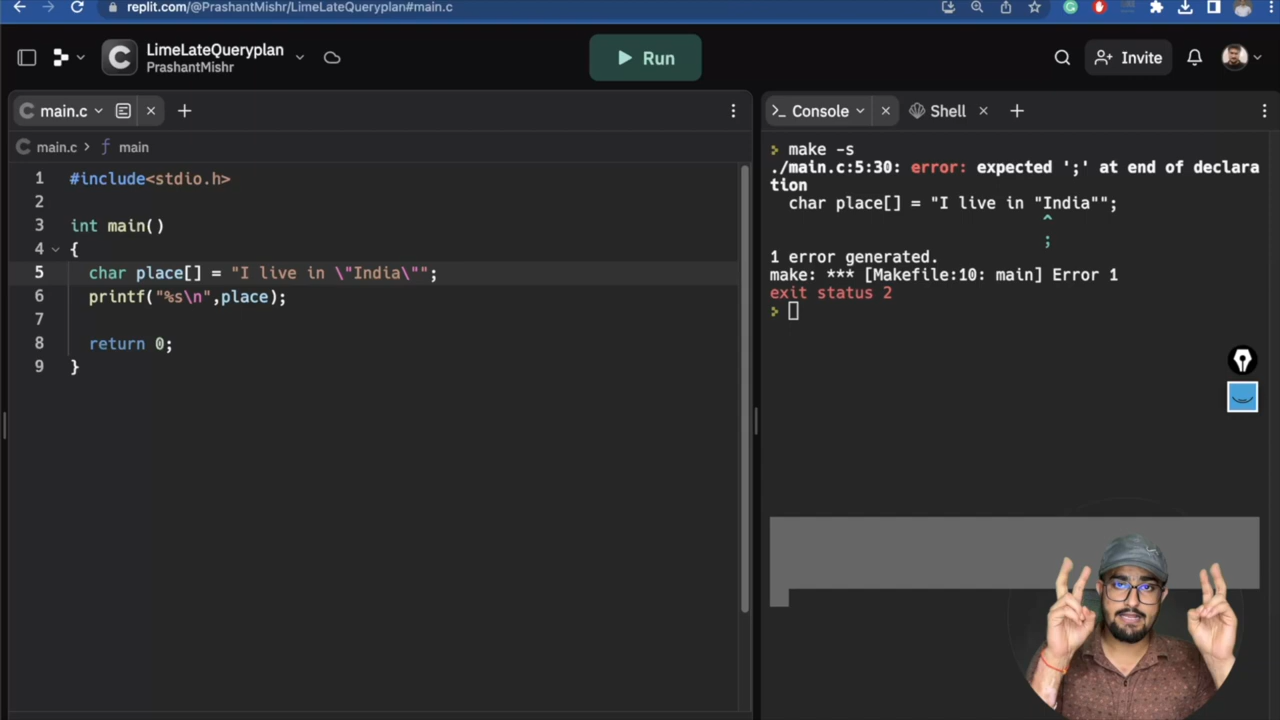 replit.com/@PrashantMishr/LimeLateQueryplan#main.c
LimeLateQueryplan
PrashantMishr
Run
Invite
main.c
Console
Shell
main.c > f main
1 #include<stdio.h>
2
3 int main()
4 {
5 char place[] = "I live in \"India\"";
6 printf("%s\n",place);
7
8 return 0;
9 }
> make -s
./main.c:5:30: error: expected ';' at end of declara
tion
char place[] = "I live in "India"";
^
;
1 error generated.
make: *** [Makefile:10: main] Error 1
exit status 2
>